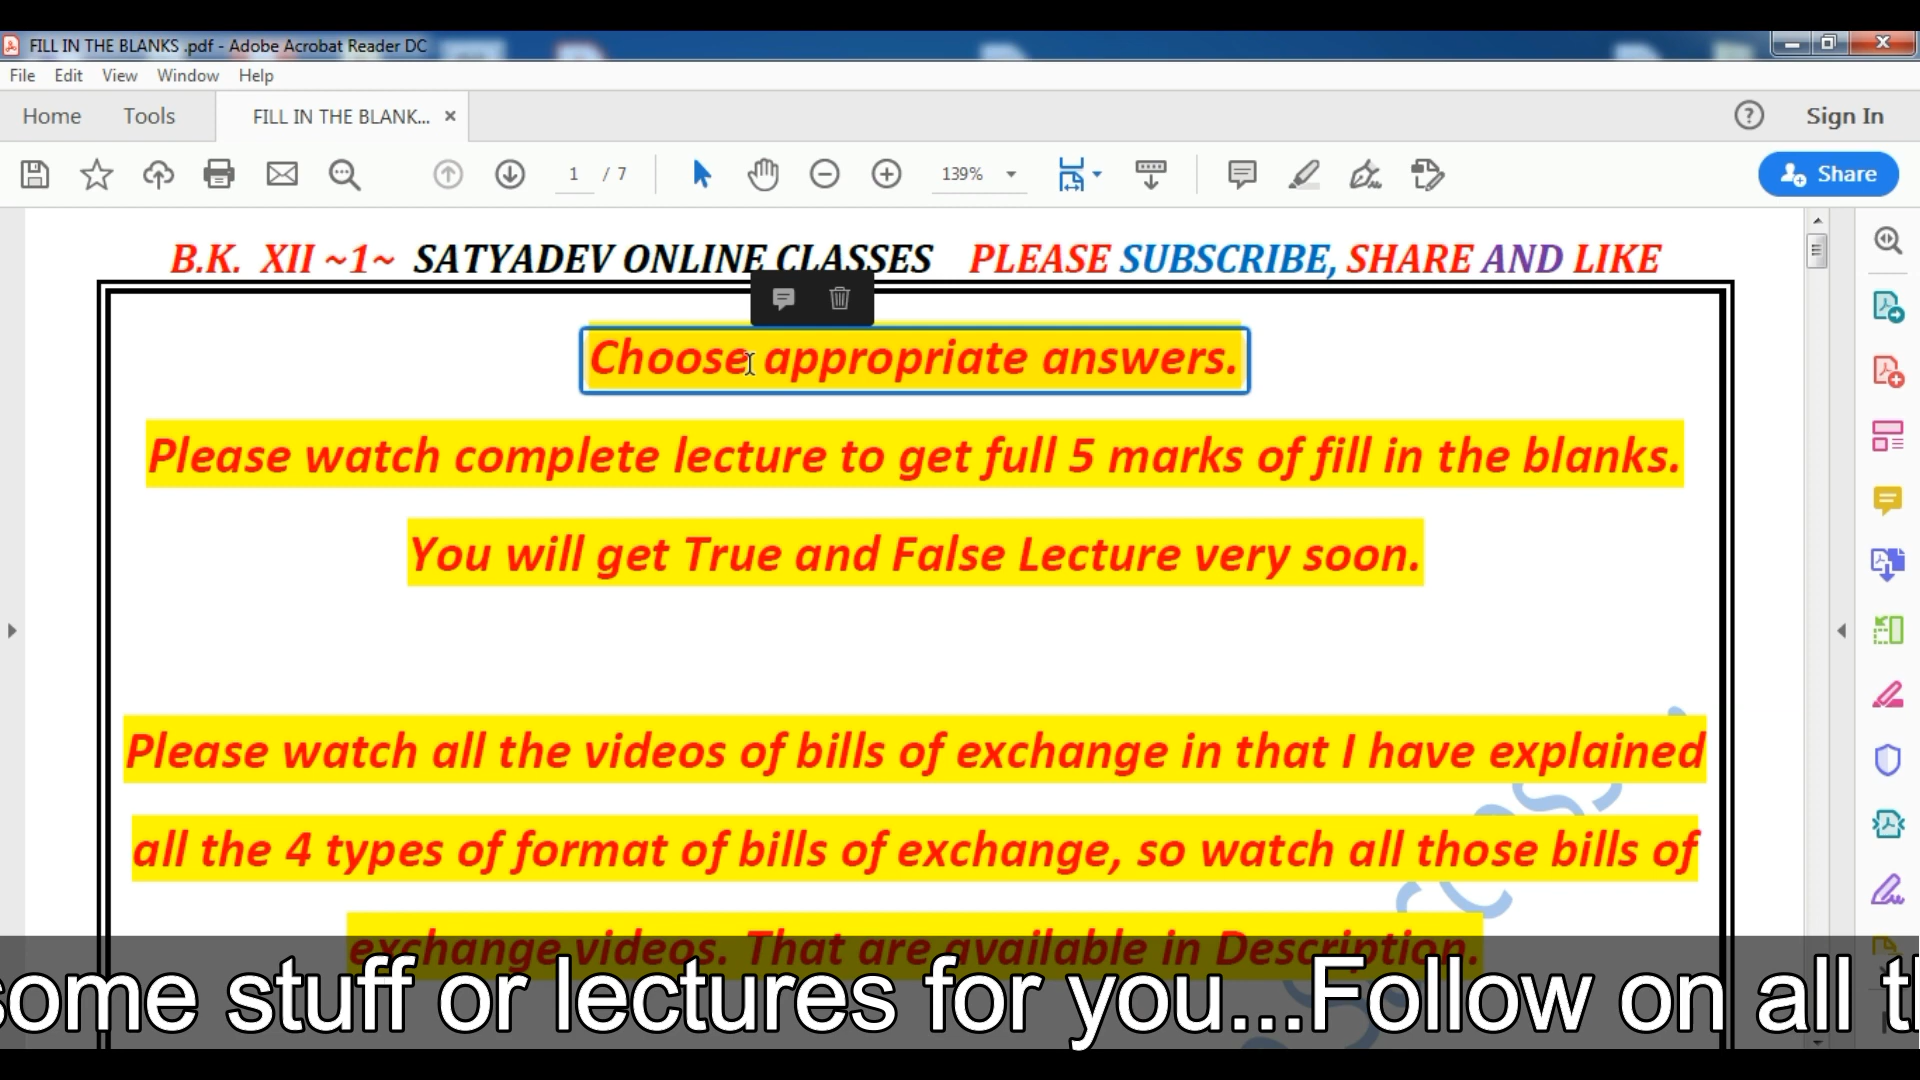 FILL IN THE BLANKS .pdf - Adobe Acrobat Reader DC
File Edit View Window Help
Home Tools FILL IN THE BLANK... × ? Sign In
1 / 7 139% Share
B.K. XII ~1~ SATYADEV ONLINE CLASSES PLEASE SUBSCRIBE, SHARE AND LIKE
Choose appropriate answers.
Please watch complete lecture to get full 5 marks of fill in the blanks.
You will get True and False Lecture very soon.
Please watch all the videos of bills of exchange in that I have explained
all the 4 types of format of bills of exchange, so watch all those bills of
exchange videos. That are available in Description.
some stuff or lectures for you...Follow on all